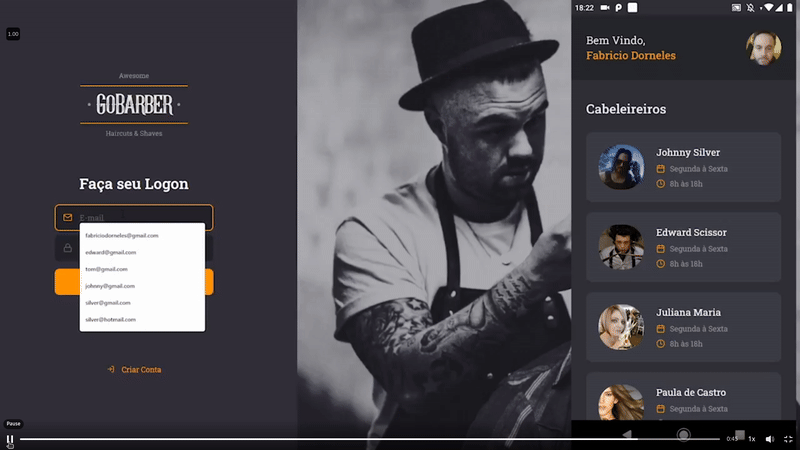 1.00
Awesome
GOBARBER
Haircuts & Shaves
Faça seu Logon
E-mail
fabriciodorneles@gmail.com
edward@gmail.com
tom@gmail.com
johnny@gmail.com
silver@gmail.com
silver@hotmail.com
Criar Conta
18:22
Bem Vindo,
Fabricio Dorneles
Cabeleireiros
Johnny Silver
Segunda à Sexta
8h às 18h
Edward Scissor
Segunda à Sexta
8h às 18h
Juliana Maria
Segunda à Sexta
8h às 18h
Paula de Castro
Segunda à Sexta
Pause
0:45
1x